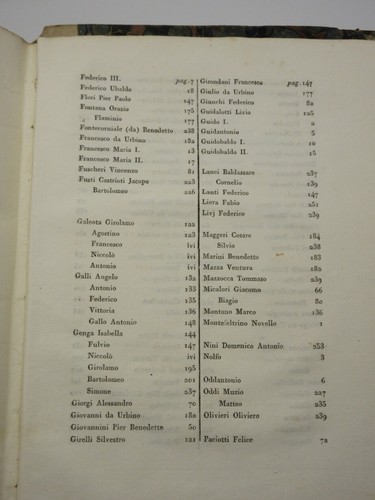 Federico III. pag. 7
Federico Ubaldo 18
Flori Pier Paolo 147
Fontana Orazio 175
Flaminio 177
Fontecorniale (da) Benedetto 238
Francesco da Urbino 182
Francesco Maria I. 13
Francesco Maria II. 17
Fuscheri Vincenzo 81
Fusti Castrioti Jacopo 223
Bartolomeo 226
Galeota Girolamo 122
Agostino 123
Francesco ivi
Niccolò ivi
Antonio ivi
Galli Angelo 132
Antonio 133
Federico 135
Vittoria 136
Gallo Antonio 148
Genga Isabella 144
Fulvio 147
Niccolò ivi
Girolamo 195
Bartolomeo 201
Simone 237
Giorgi Alessandro 70
Giovanni da Urbino 180
Giovannini Pier Benedetto 50
Girelli Silvestro 121
Girondani Francesco pag. 147
Giulio da Urbino 177
Giunchi Federico 82
Gualalotti Livio 125
Guido I. 2
Guidantonio 5
Guidobaldo I. 10
Guidobaldo II. 15
Lanci Baldassare 237
Cornelio 139
Lanti Federico 147
Liera Fabio 251
Livj Federico 239
Maggeri Cesare 184
Silvio 238
Marini Benedetto 183
Mazza Ventura 182
Mazzocca Tommaso 239
Micalori Giacomo 66
Biagio 80
Montano Marco 136
Montefeltrino Novello 1
Nini Domenico Antonio 253
Nolfo 3
Oddantonio 6
Oddi Muzio 227
Matteo 235
Olivieri Oliviero 239
Paciotti Felice 72